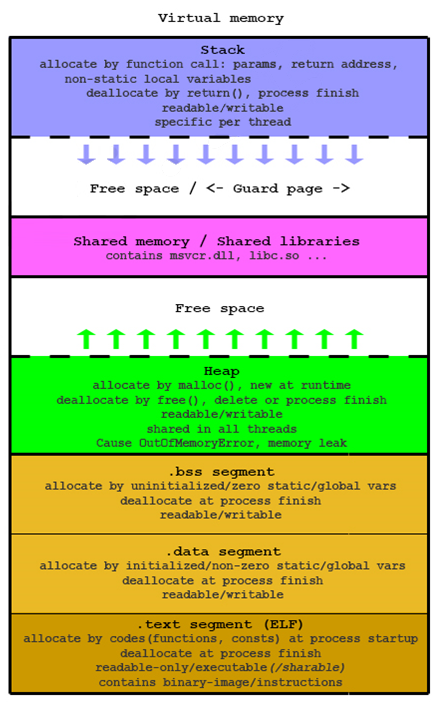 Virtual memory
Stack
allocate by function call: params, return address,
non-static local variables
deallocate by return(), process finish
readable/writable
specific per thread
Free space / <- Guard page ->
Shared memory / Shared libraries
contains msvcr.dll, libc.so ...
Free space
Heap
allocate by malloc(), new at runtime
deallocate by free(), delete or process finish
readable/writable
shared in all threads
Cause OutOfMemoryError, memory leak
.bss segment
allocate by uninitialized/zero static/global vars
deallocate at process finish
readable/writable
.data segment
allocate by initialized/non-zero static/global vars
deallocate at process finish
readable/writable
.text segment (ELF)
allocate by codes(functions, consts) at process startup
deallocate at process finish
readable-only/executable(/sharable)
contains binary-image/instructions